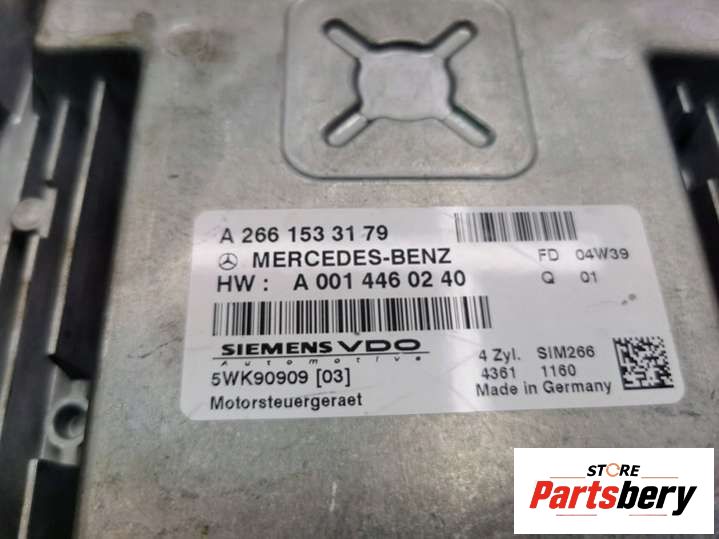 A 266 153 31 79
MERCEDES-BENZ
FD 04W39
HW : A 001 446 02 40
Q 01
SIEMENS VDO
Automotive
4 Zyl. SIM266
5WK90909 [03]
4361 1160
Motorsteuergeraet
Made in Germany
STORE
Partsbery